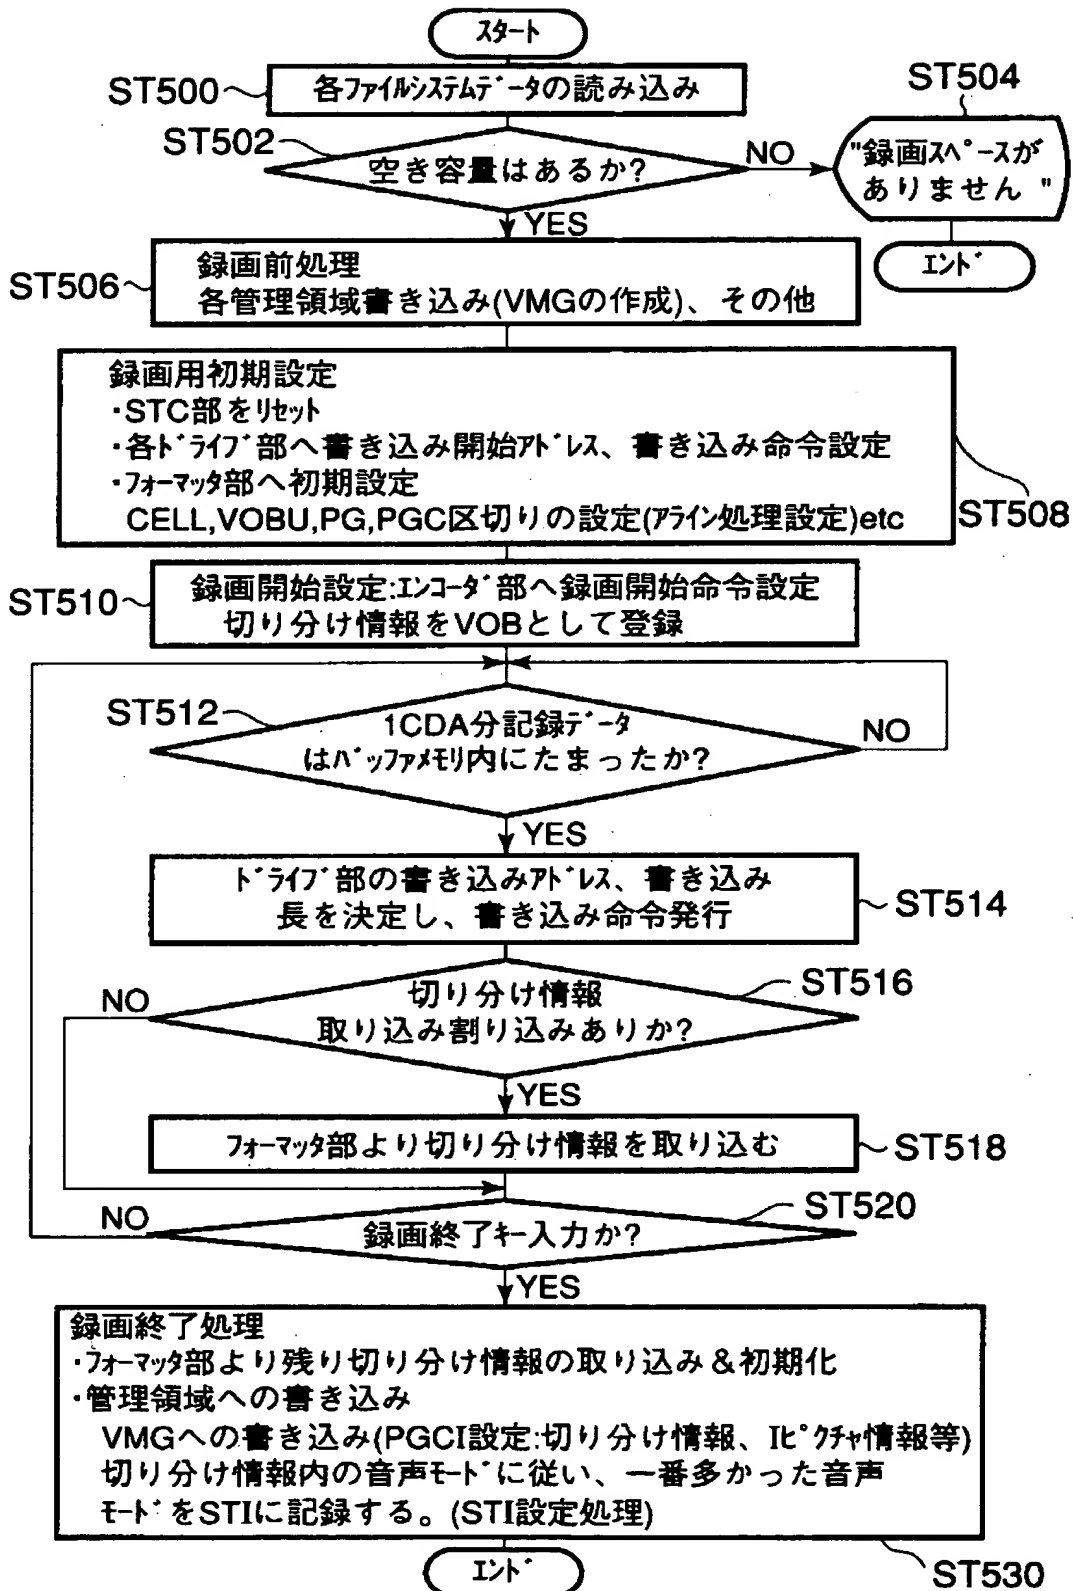 スタート
ST500
各ファイルシステムデータの読み込み
ST504
ST502
空き容量はあるか?
NO
"録画スペースが
ありません "
YES
エンド
ST506
録画前処理
各管理領域書き込み(VMGの作成)、その他
録画用初期設定
・STC部をリセット
・各ドライブ部へ書き込み開始アドレス、書き込み命令設定
・フォーマッタ部へ初期設定
CELL,VOBU,PG,PGC区切りの設定(アライン処理設定)etc
ST508
ST510
録画開始設定:エンコーダ部へ録画開始命令設定
切り分け情報をVOBとして登録
ST512
1CDA分記録データ
はバッファメモリ内にたまったか?
NO
YES
ドライブ部の書き込みアドレス、書き込み
長を決定し、書き込み命令発行
ST514
NO
切り分け情報
取り込み割り込みありか?
ST516
YES
フォーマッタ部より切り分け情報を取り込む
ST518
NO
録画終了キー入力か?
ST520
YES
録画終了処理
・フォーマッタ部より残り切り分け情報の取り込み&初期化
・管理領域への書き込み
VMGへの書き込み(PGCI設定:切り分け情報、Iピクチャ情報等)
切り分け情報内の音声モードに従い、一番多かった音声
モードをSTIに記録する。(STI設定処理)
エンド
ST530